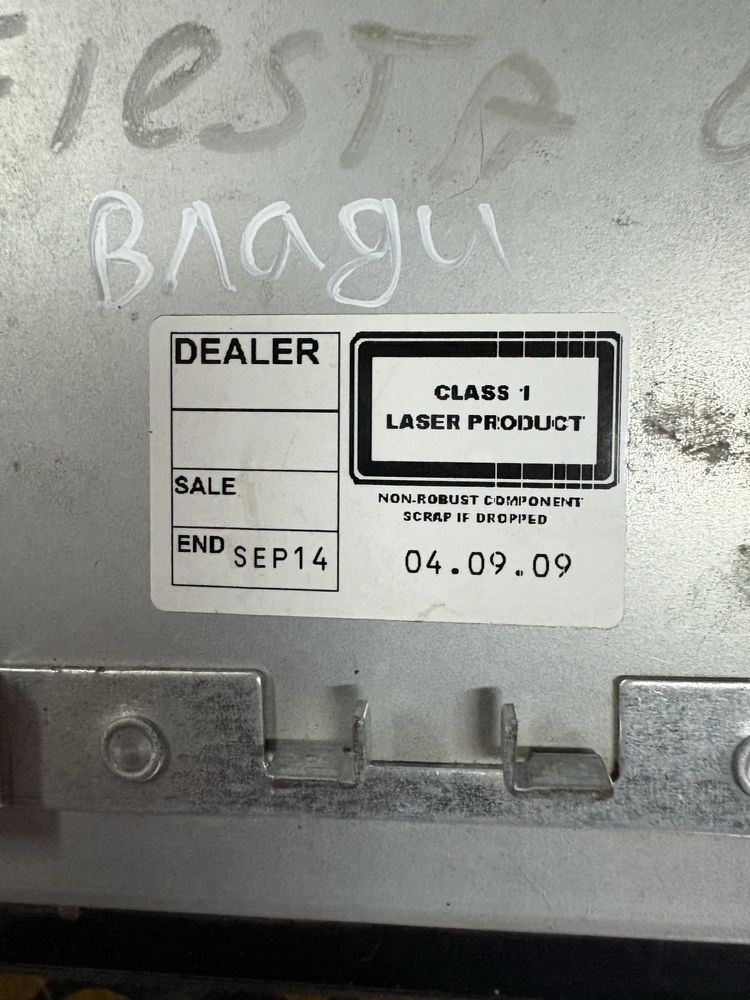 FIESTA
Влади
DEALER
SALE
END SEP14
CLASS 1
LASER PRODUCT
NON-ROBUST COMPONENT
SCRAP IF DROPPED
04.09.09